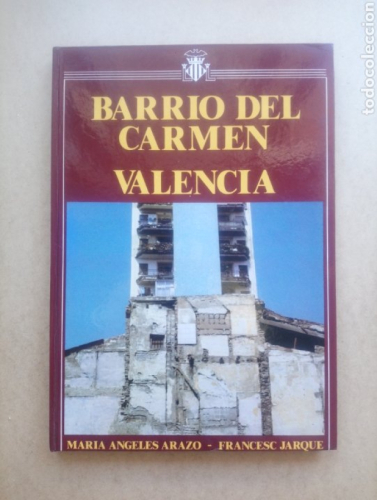 BARRIO DEL
CARMEN
VALENCIA
MARIA ANGELES ARAZO - FRANCESC JARQUE
todocoleccion